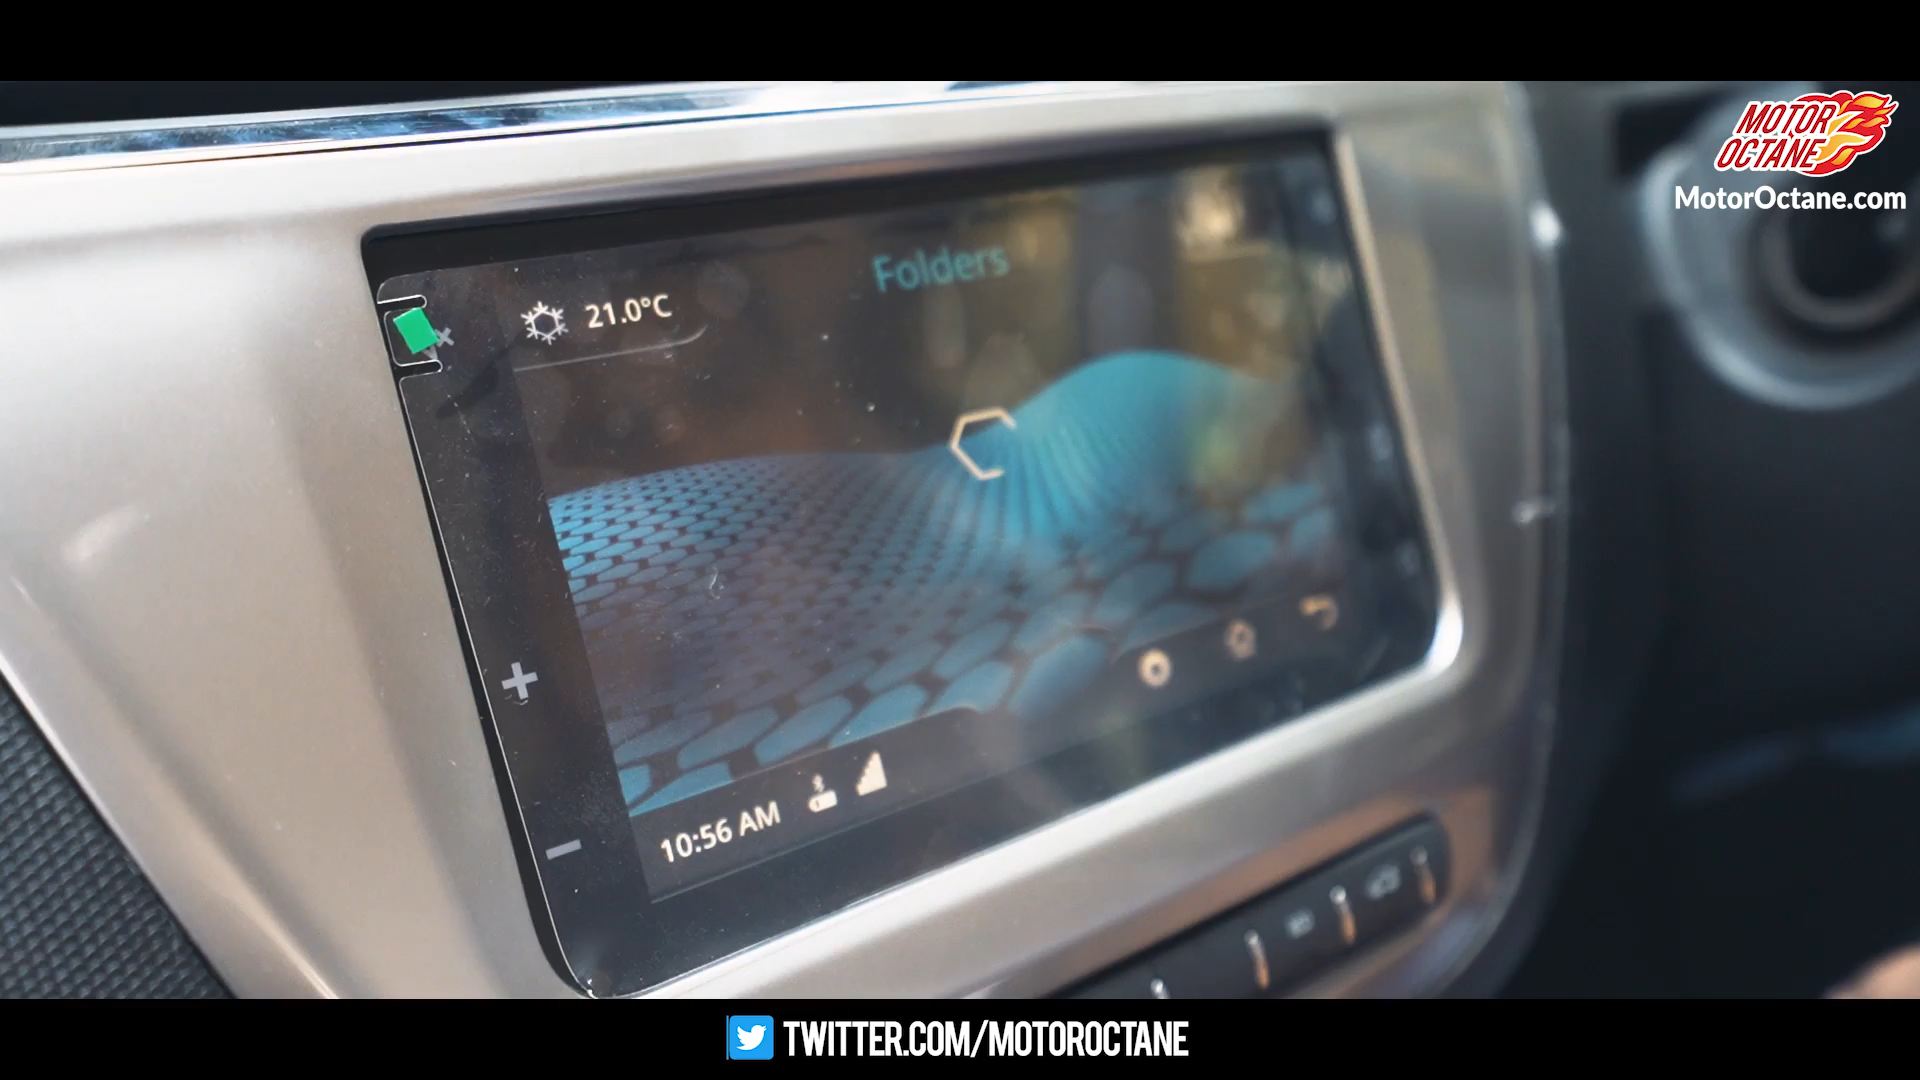 MOTOR
OCTANE
MotorOctane.com
Folders
21.0°C
10:56 AM
TWITTER.COM/MOTOROCTANE